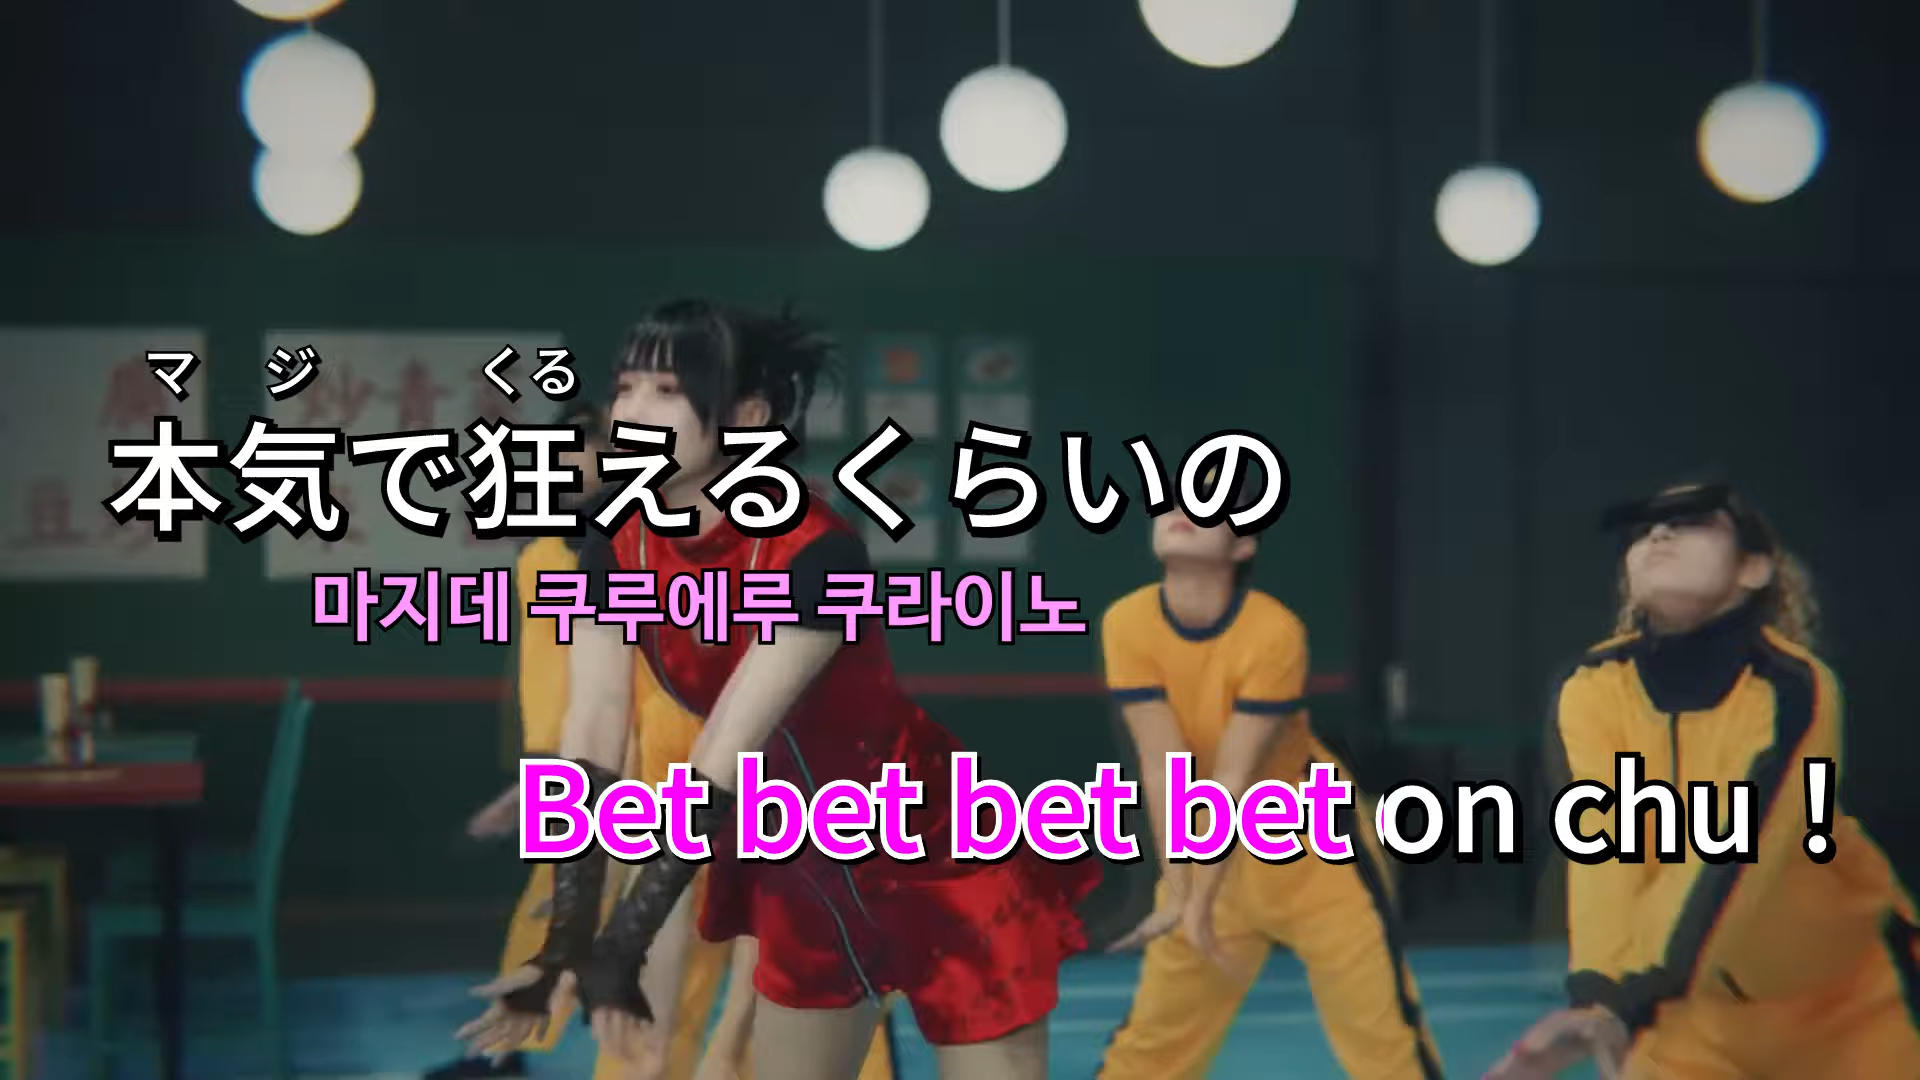 マジ くる
本気で狂えるくらいの
마지데 쿠루에루 쿠라이노
Bet bet bet bet on chu！